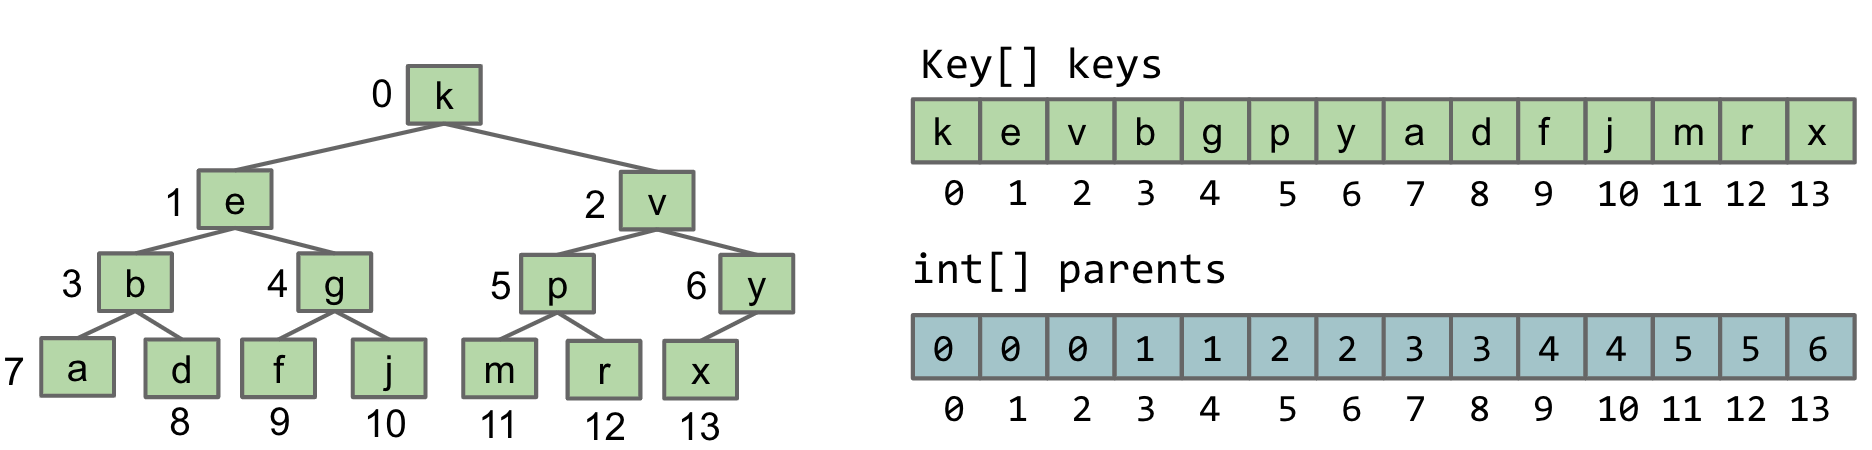 0 k
1 e 2 v
3 b 4 g 5 p 6 y
7 a d f j m r x
8 9 10 11 12 13
Key[] keys
k e v b g p y a d f j m r x
0 1 2 3 4 5 6 7 8 9 10 11 12 13
int[] parents
0 0 0 1 1 2 2 3 3 4 4 5 5 6
0 1 2 3 4 5 6 7 8 9 10 11 12 13